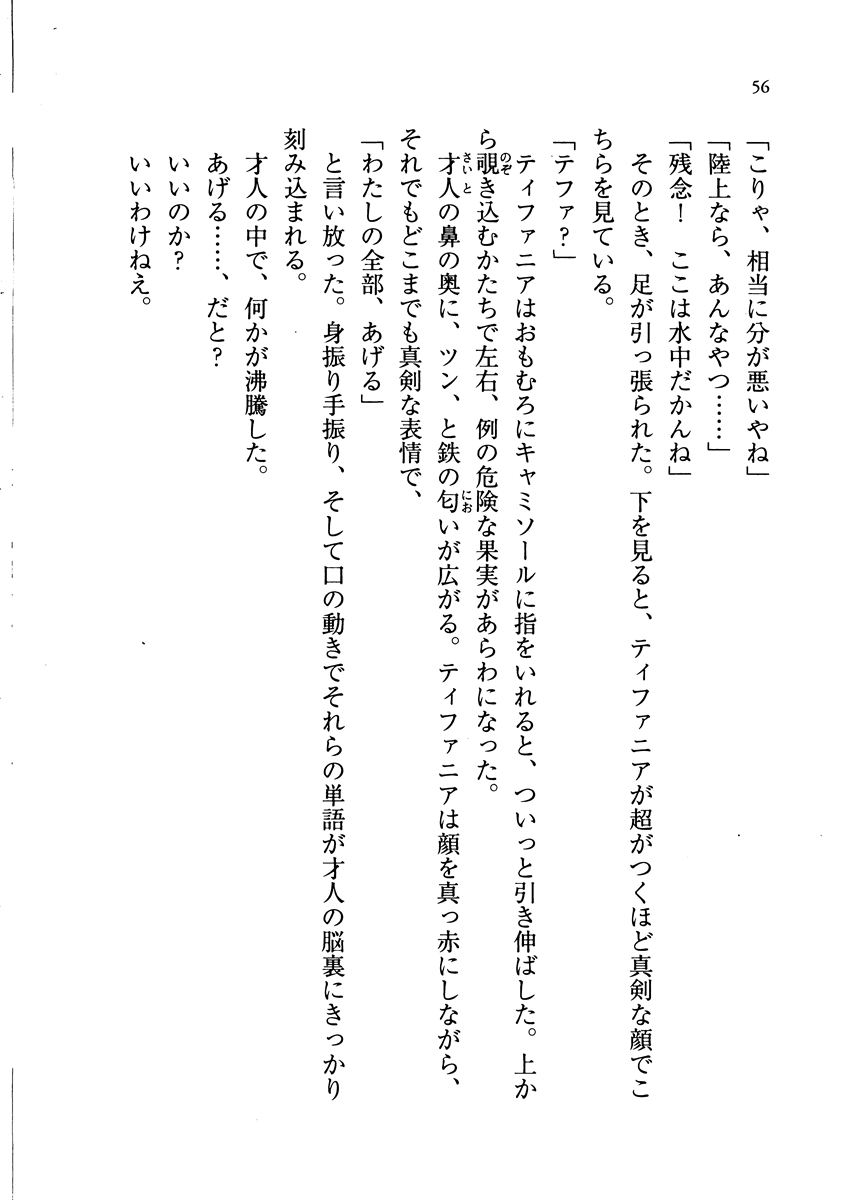 56
「こりゃ、相当に分が悪いやね」
「陸上なら、あんなやつ……」
「残念！　ここは水中だかんね」
　そのとき、足が引っ張られた。下を見ると、ティファニアが超がつくほど真剣な顔でこ
ちらを見ている。
「テファ？」
　ティファニアはおもむろにキャミソールに指をいれると、ついっと引き伸ばした。上か
ら覗き込むかたちで左右、例の危険な果実があらわになった。
　才人の鼻の奥に、ツン、と鉄の匂いが広がる。ティファニアは顔を真っ赤にしながら、
それでもどこまでも真剣な表情で、
「わたしの全部、あげる」
　と言い放った。身振り手振り、そして口の動きでそれらの単語が才人の脳裏にきっかり
刻み込まれる。
　才人の中で、何かが沸騰した。
　あげる……、だと？
　いいのか？
　いいわけねえ。